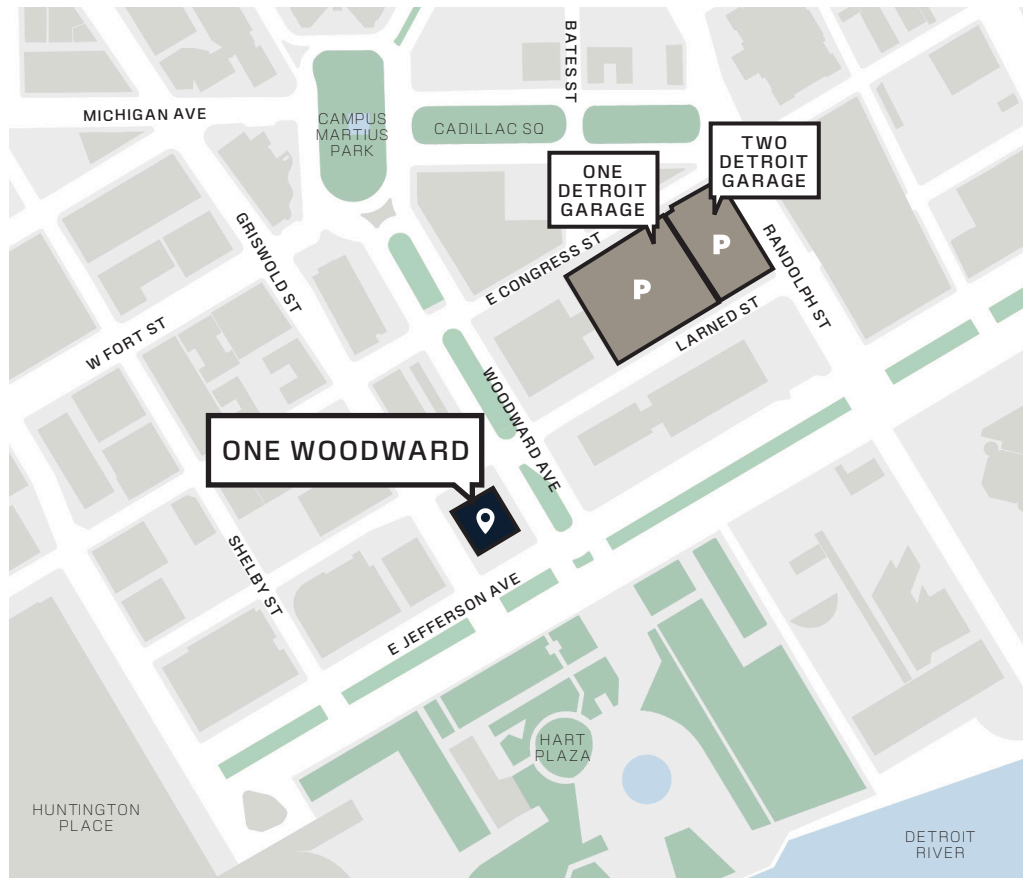 BATES ST
MICHIGAN AVE
CAMPUS
MARTIUS
PARK
CADILLAC SQ
ONE
DETROIT
GARAGE
TWO
DETROIT
GARAGE
P
P
GRISWOLD ST
E CONGRESS ST
RANDOLPH ST
LARNED ST
W FORT ST
WOODWARD AVE
ONE WOODWARD
SHELBY ST
E JEFFERSON AVE
HART
PLAZA
HUNTINGTON
PLACE
DETROIT
RIVER